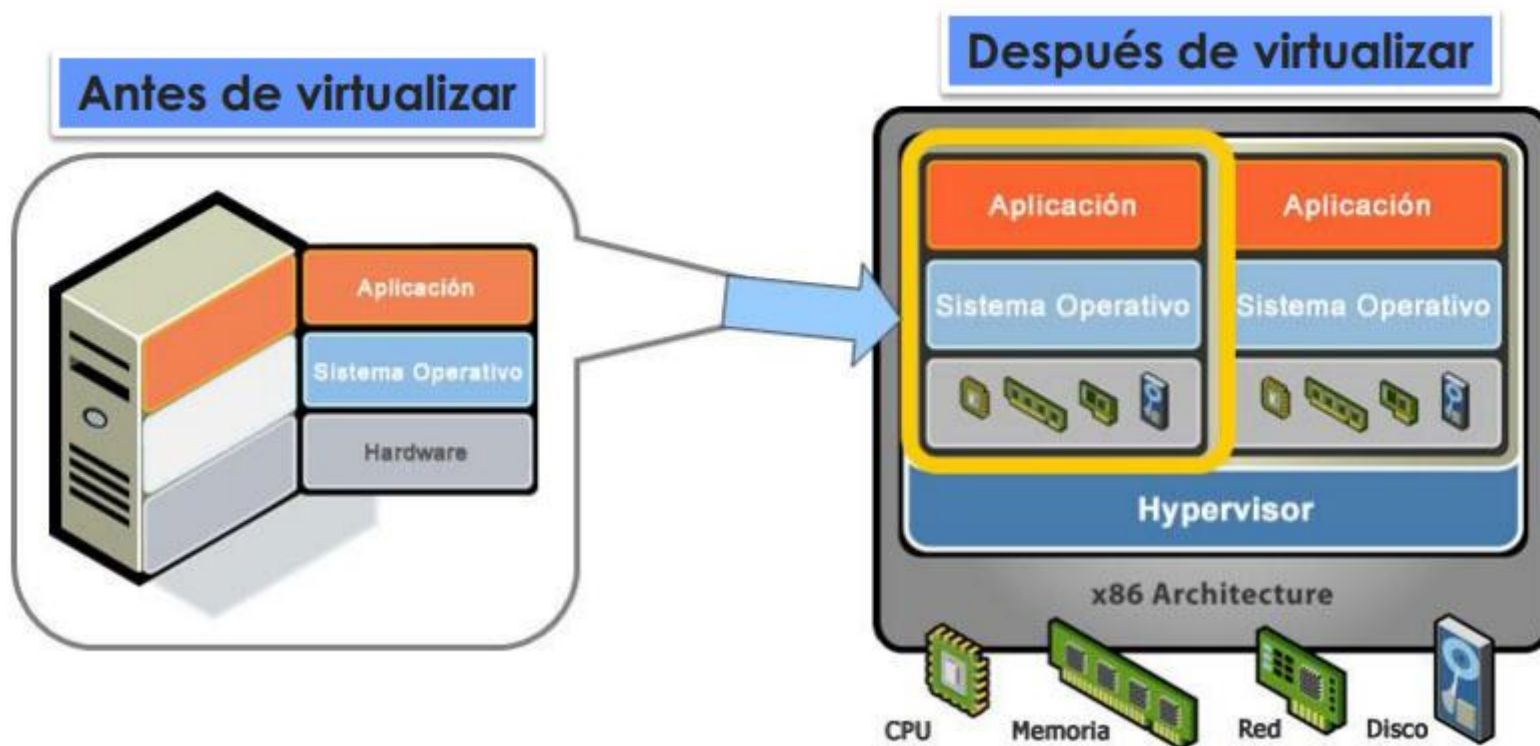 Antes de virtualizar
Aplicación
Sistema Operativo
Hardware
Después de virtualizar
Aplicación
Aplicación
Sistema Operativo
Sistema Operativo
Hypervisor
x86 Architecture
CPU
Memoria
Red
Disco